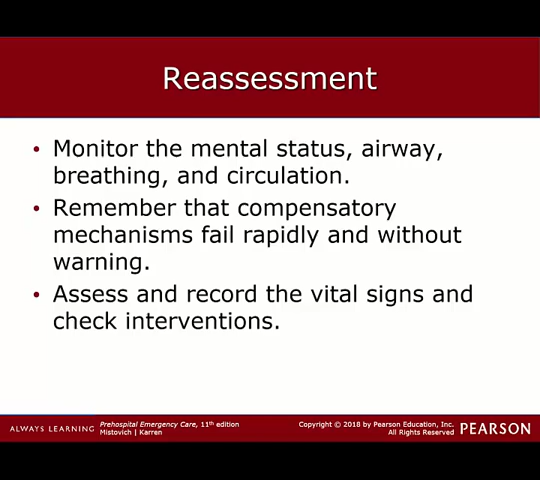 Reassessment
• Monitor the mental status, airway,
breathing, and circulation.
• Remember that compensatory
mechanisms fail rapidly and without
warning.
• Assess and record the vital signs and
check interventions.
ALWAYS LEARNING
Prehospital Emergency Care, 11th edition
Mistovich | Karren
Copyright © 2018 by Pearson Education, Inc.
All Rights Reserved
PEARSON